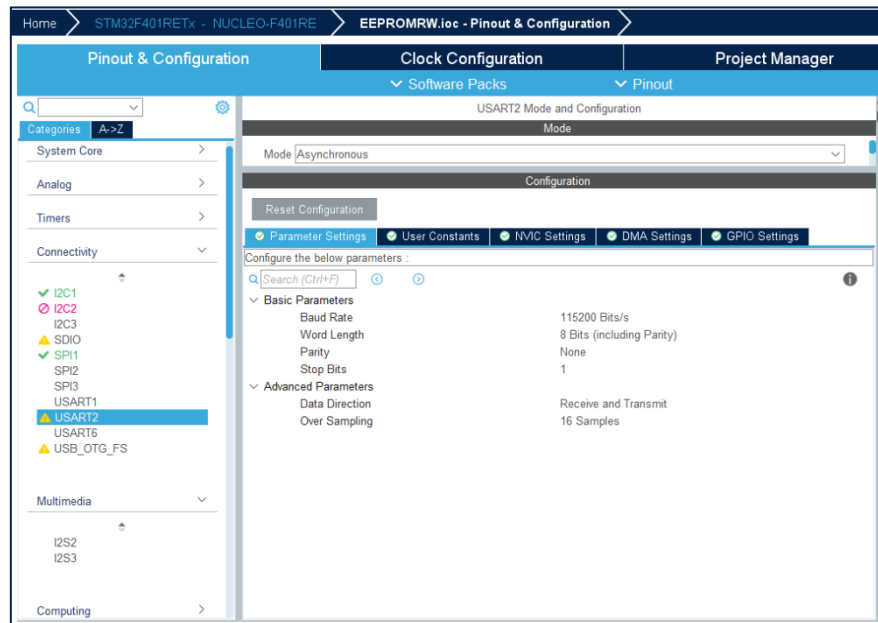 Home STM32F401RETx - NUCLEO-F401RE EEPROMRW.ioc - Pinout & Configuration
Pinout & Configuration Clock Configuration Project Manager
Software Packs Pinout
USART2 Mode and Configuration
Categories A->Z
Mode
System Core
Mode Asynchronous
Analog
Configuration
Timers
Reset Configuration
Parameter Settings User Constants NVIC Settings DMA Settings GPIO Settings
Connectivity
Configure the below parameters :
Search (Ctrl+F)
I2C1
I2C2
I2C3
SDIO
SPI1
SPI2
SPI3
USART1
USART2
USART6
USB_OTG_FS
Basic Parameters
Baud Rate 115200 Bits/s
Word Length 8 Bits (including Parity)
Parity None
Stop Bits 1
Advanced Parameters
Data Direction Receive and Transmit
Over Sampling 16 Samples
Multimedia
I2S2
I2S3
Computing